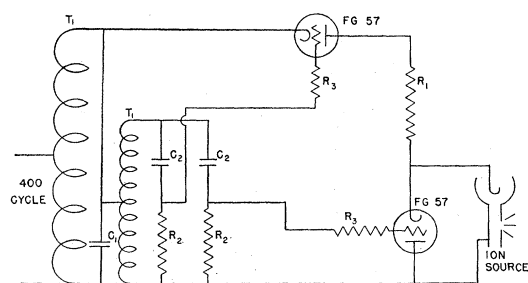 T1
FG 57
R3
R1
T1
C2
C2
400
CYCLE
C1
R2
R2
R3
FG 57
ION
SOURCE